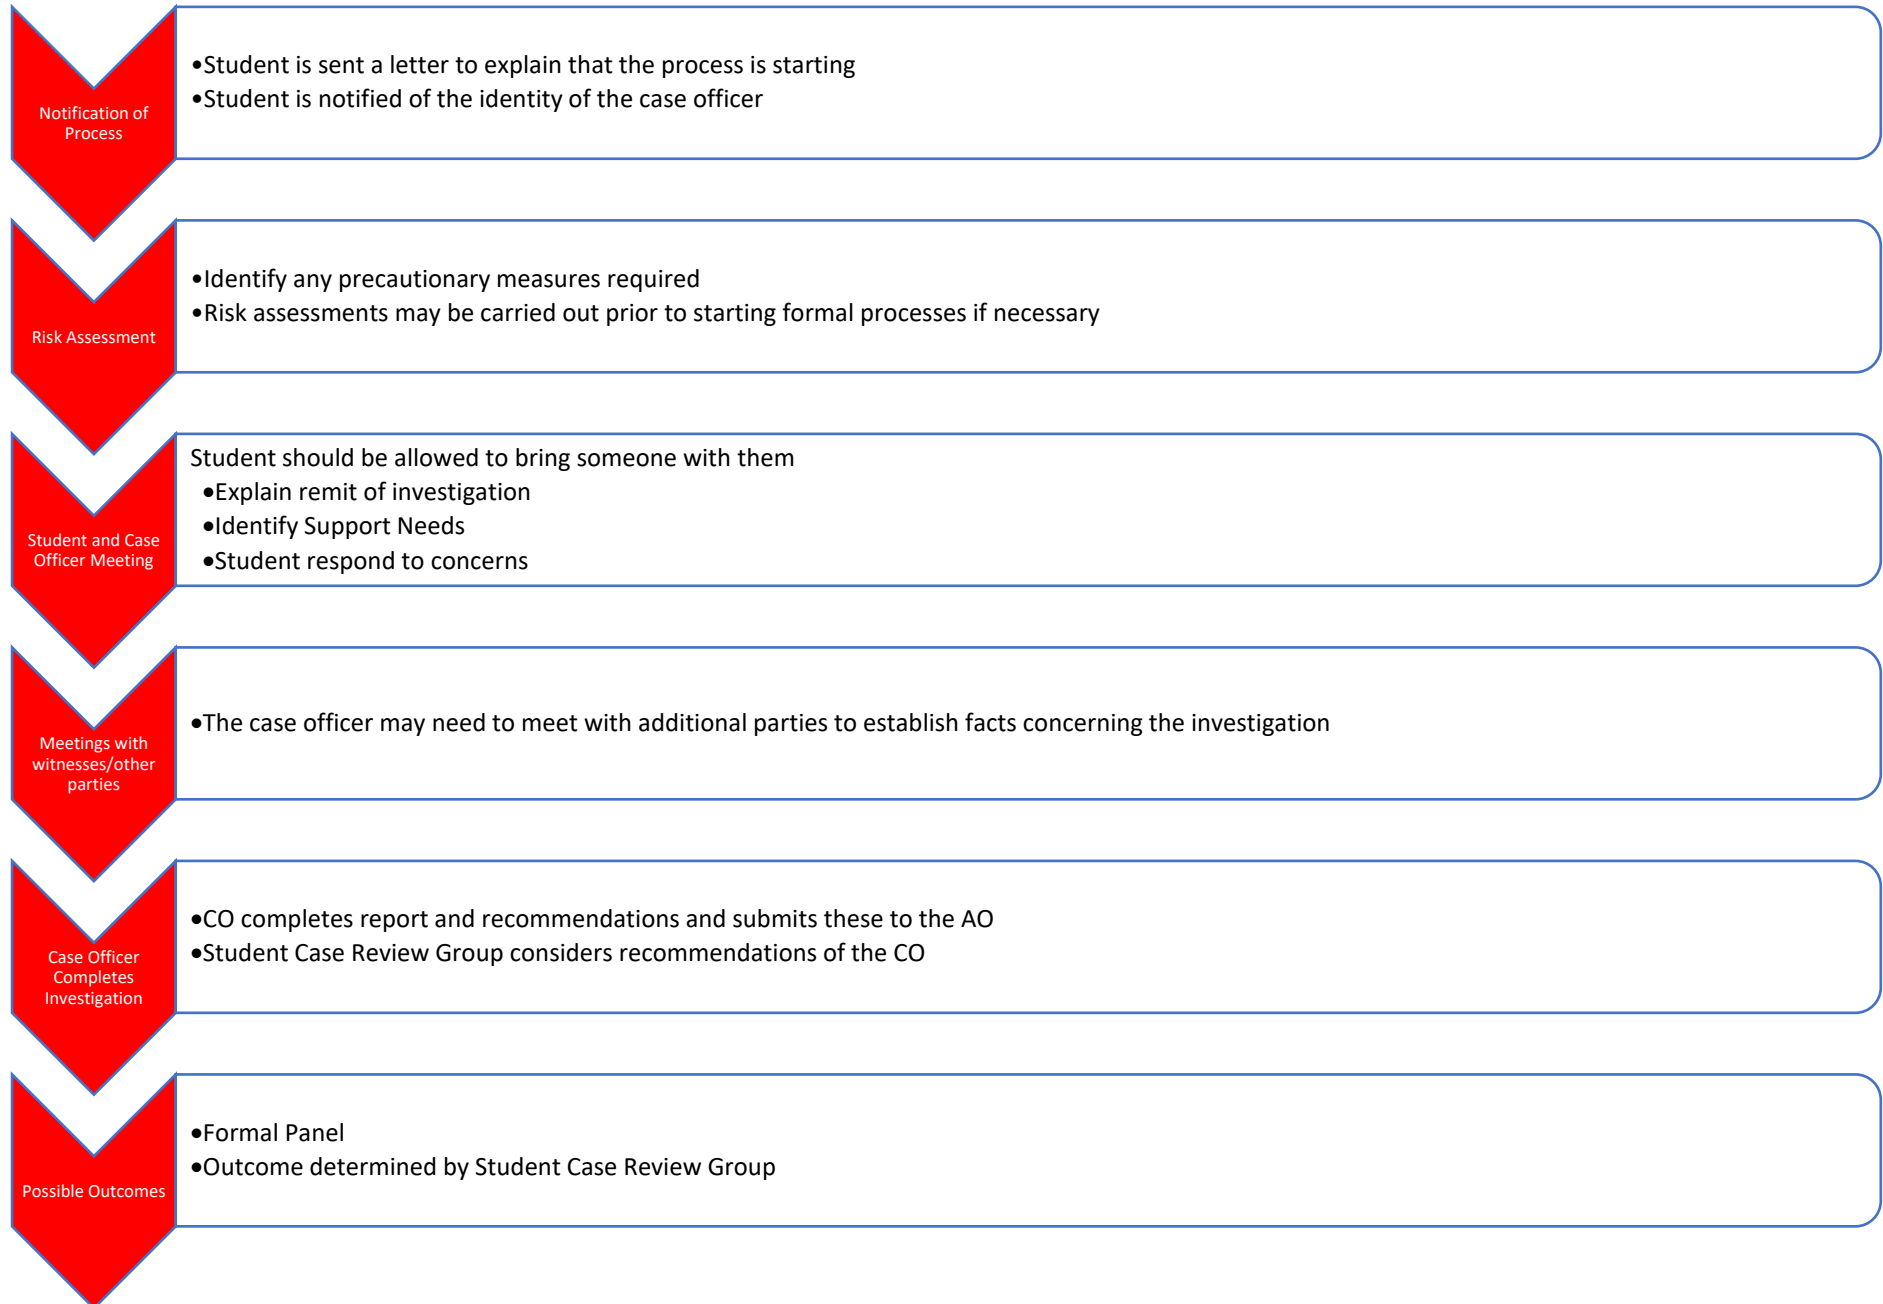 Notification of
Process
•Student is sent a letter to explain that the process is starting
•Student is notified of the identity of the case officer
Risk Assessment
•Identify any precautionary measures required
•Risk assessments may be carried out prior to starting formal processes if necessary
Student and Case
Officer Meeting
Student should be allowed to bring someone with them
•Explain remit of investigation
•Identify Support Needs
•Student respond to concerns
Meetings with
witnesses/other
parties
•The case officer may need to meet with additional parties to establish facts concerning the investigation
Case Officer
Completes
Investigation
•CO completes report and recommendations and submits these to the AO
•Student Case Review Group considers recommendations of the CO
Possible Outcomes
•Formal Panel
•Outcome determined by Student Case Review Group